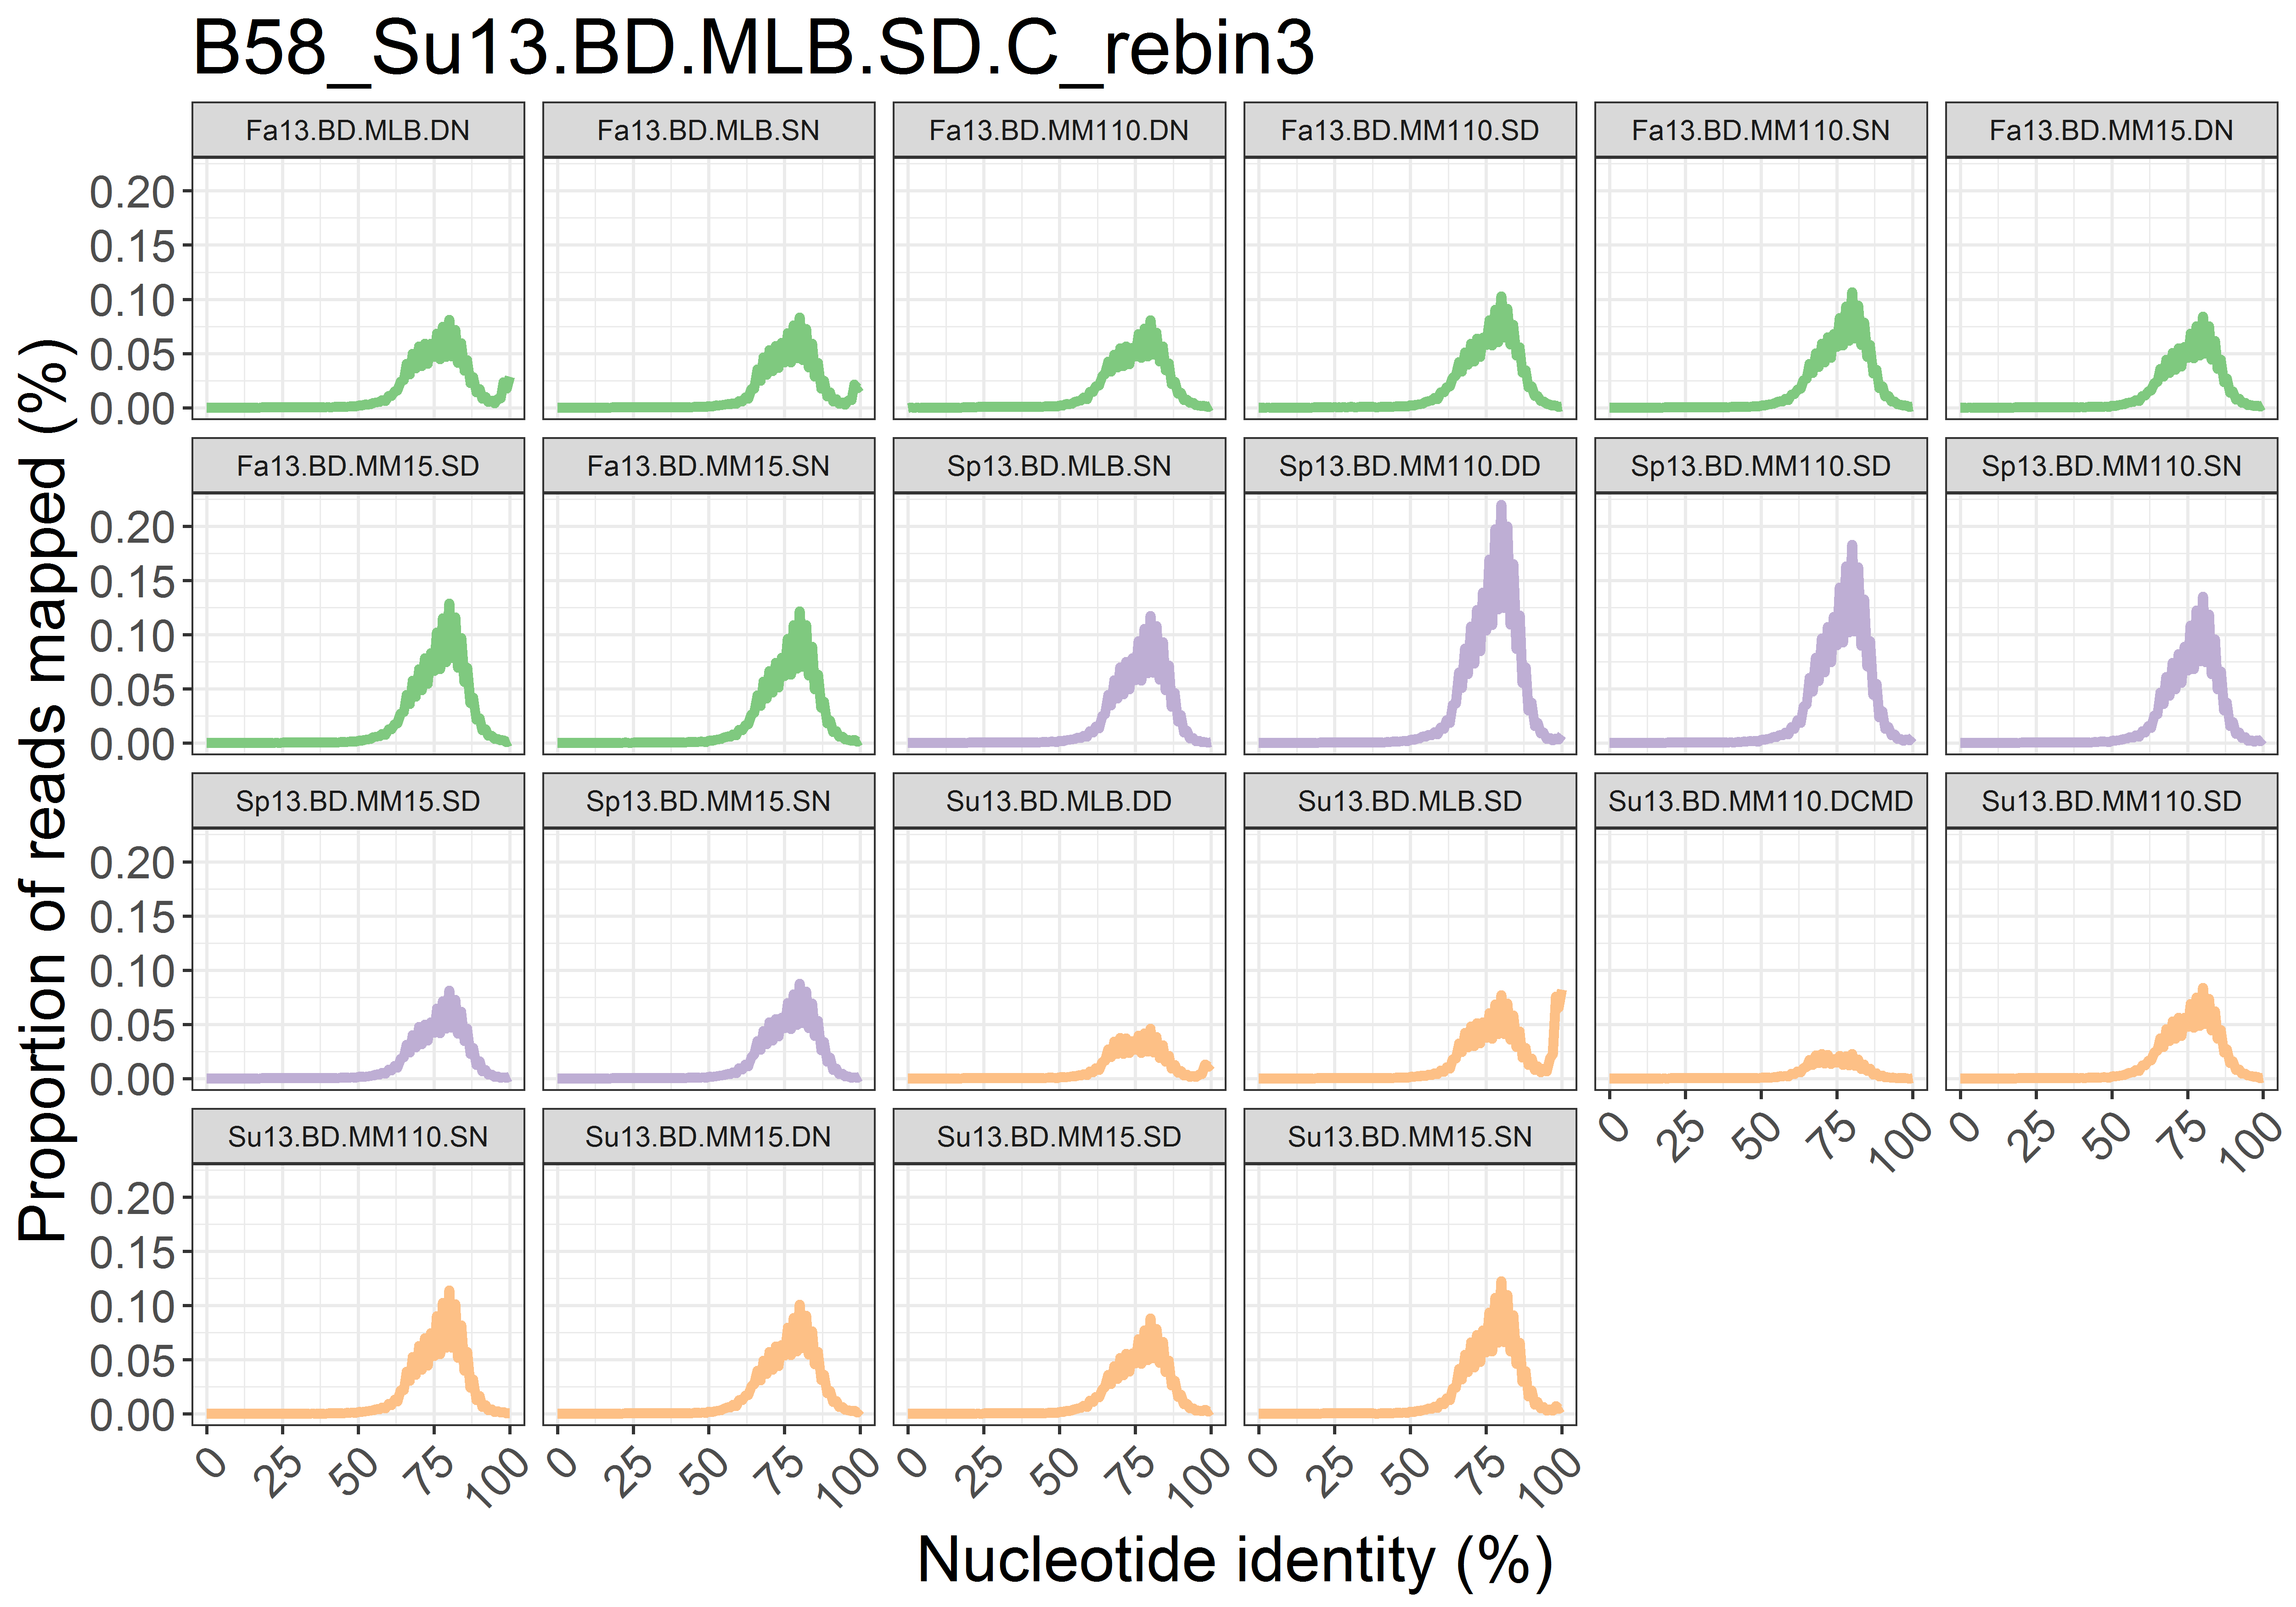 B58_Su13.BD.MLB.SD.C_rebin3
Fa13.BD.MLB.DN Fa13.BD.MLB.SN Fa13.BD.MM110.DN Fa13.BD.MM110.SD Fa13.BD.MM110.SN Fa13.BD.MM15.DN
0.20
0.15
0.10
0.05
0.00
Fa13.BD.MM15.SD Fa13.BD.MM15.SN Sp13.BD.MLB.SN Sp13.BD.MM110.DD Sp13.BD.MM110.SD Sp13.BD.MM110.SN
0.20
0.15
0.10
0.05
0.00
Sp13.BD.MM15.SD Sp13.BD.MM15.SN Su13.BD.MLB.DD Su13.BD.MLB.SD Su13.BD.MM110.DCMD Su13.BD.MM110.SD
0.20
0.15
0.10
0.05
0.00
0 25 50 75 100 0 25 50 75 100
Su13.BD.MM110.SN Su13.BD.MM15.DN Su13.BD.MM15.SD Su13.BD.MM15.SN
0.20
0.15
0.10
0.05
0.00
0 25 50 75 100 0 25 50 75 100 0 25 50 75 100 0 25 50 75 100
Nucleotide identity (%)
Proportion of reads mapped (%)